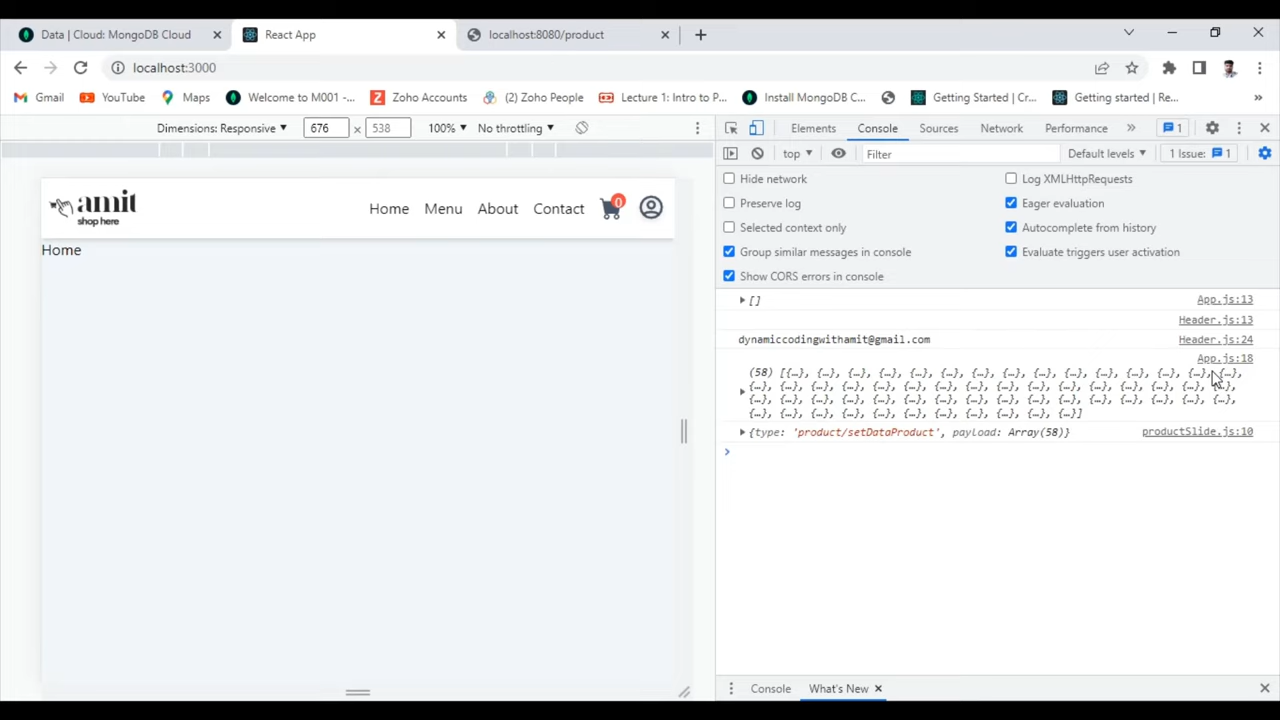 Data | Cloud: MongoDB Cloud
React App
localhost:8080/product
localhost:3000
Gmail
YouTube
Maps
Welcome to M001 - ...
Zoho Accounts
(2) Zoho People
Lecture 1: Intro to P...
Install MongoDB C...
Getting Started | Cr...
Getting started | Re...
»
Dimensions: Responsive
676
x
538
100%
No throttling
Elements
Console
Sources
Network
Performance
»
1
top
Filter
Default levels
1 Issue:
1
Hide network
Log XMLHttpRequests
Preserve log
Eager evaluation
Selected context only
Autocomplete from history
Group similar messages in console
Evaluate triggers user activation
Show CORS errors in console
amit
shop here
Home
Menu
About
Contact
0
Home
[]
App.js:13
Header.js:13
dynamiccodingwithamit@gmail.com
Header.js:24
App.js:18
(58) [{…}, {…}, {…}, {…}, {…}, {…}, {…}, {…}, {…}, {…}, {…}, {…}, {…}, {…}, {…},
{…}, {…}, {…}, {…}, {…}, {…}, {…}, {…}, {…}, {…}, {…}, {…}, {…}, {…}, {…}, {…},
{…}, {…}, {…}, {…}, {…}, {…}, {…}, {…}, {…}, {…}, {…}, {…}, {…}, {…}, {…}, {…},
{…}, {…}, {…}, {…}, {…}, {…}, {…}, {…}, {…}, {…}, {…}]
{type: 'product/setDataProduct', payload: Array(58)}
productSlide.js:10
Console
What's New